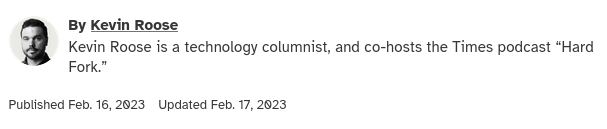 By Kevin Roose
Kevin Roose is a technology columnist, and co-hosts the Times podcast “Hard
Fork.”
Published Feb. 16, 2023 Updated Feb. 17, 2023